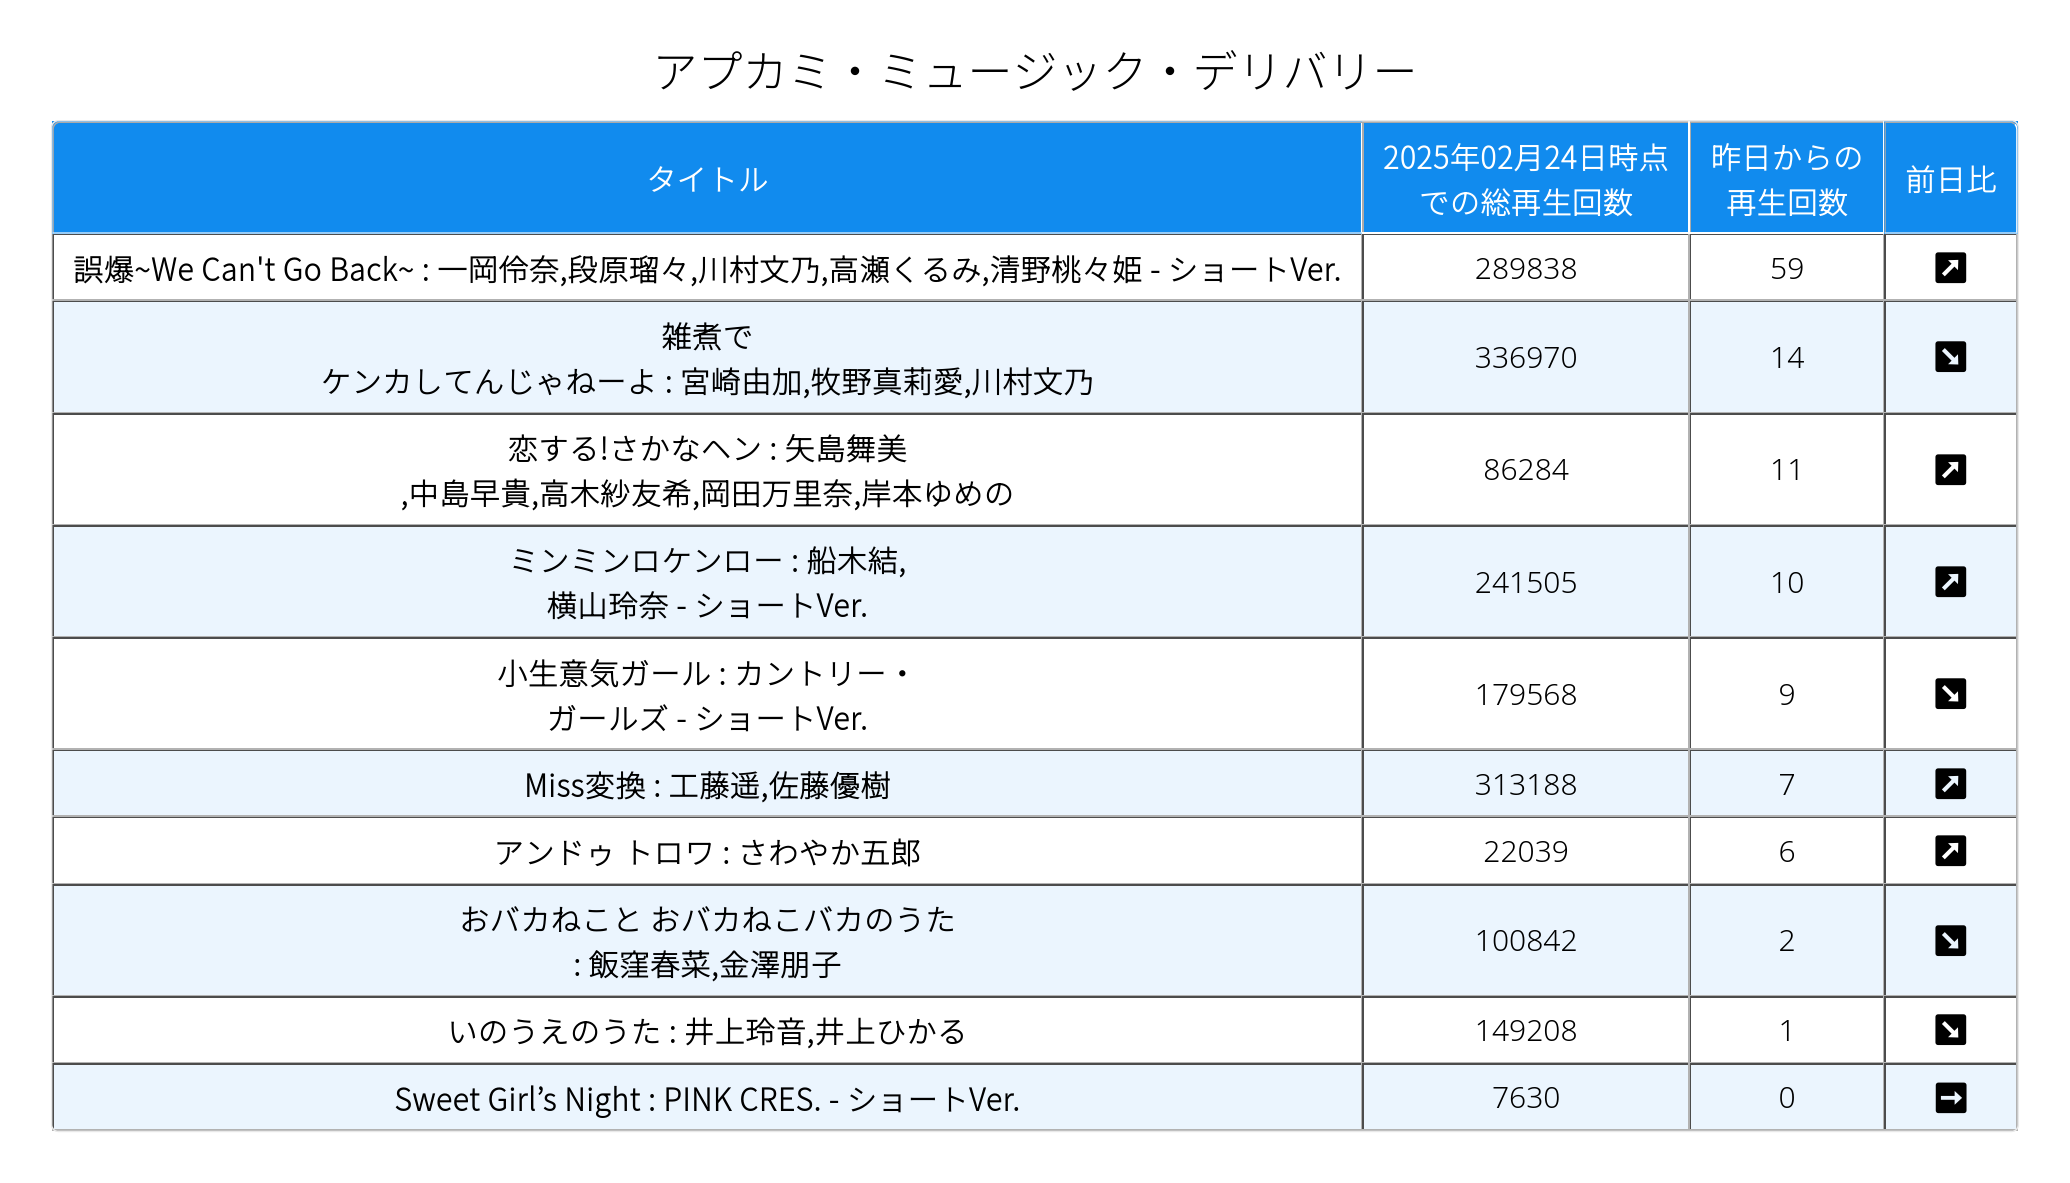 アプカミ・ミュージック・デリバリー
タイトル
2025年02月24日時点
での総再生回数
昨日からの
再生回数
前日比
誤爆~We Can't Go Back~ : 一岡伶奈,段原瑠々,川村文乃,高瀬くるみ,清野桃々姫 - ショートVer.
289838
59
雑煮で
ケンカしてんじゃねーよ : 宮崎由加,牧野真莉愛,川村文乃
336970
14
恋する!さかなヘン : 矢島舞美
,中島早貴,高木紗友希,岡田万里奈,岸本ゆめの
86284
11
ミンミンロケンロー : 船木結,
横山玲奈 - ショートVer.
241505
10
小生意気ガール : カントリー・
ガールズ - ショートVer.
179568
9
Miss変換 : 工藤遥,佐藤優樹
313188
7
アンドゥ トロワ : さわやか五郎
22039
6
おバカねこと おバカねこバカのうた
: 飯窪春菜,金澤朋子
100842
2
いのうえのうた : 井上玲音,井上ひかる
149208
1
Sweet Girl’s Night : PINK CRES. - ショートVer.
7630
0